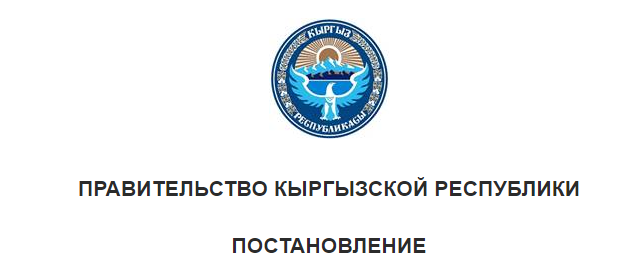 КЫРГЫЗ
РЕСПУБЛИКАСЫ
ПРАВИТЕЛЬСТВО КЫРГЫЗСКОЙ РЕСПУБЛИКИ
ПОСТАНОВЛЕНИЕ